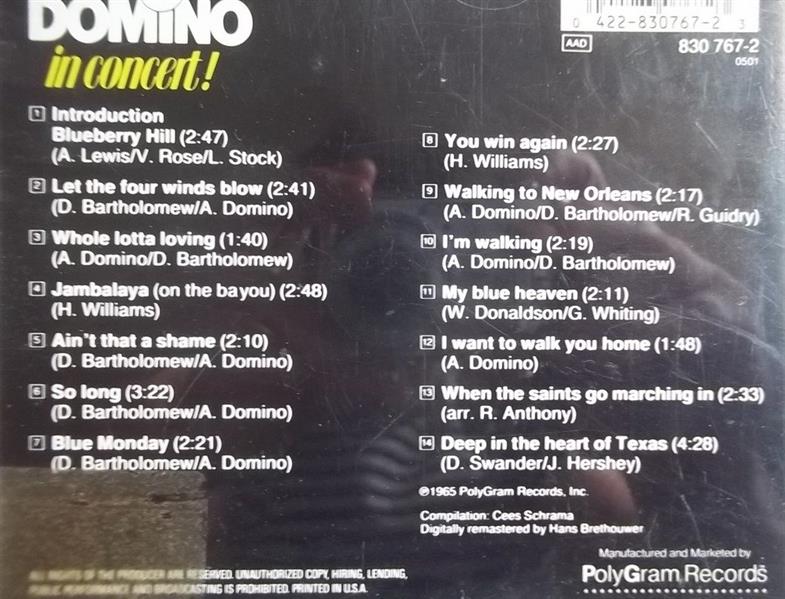 DOMINO
in concert!
0 422-830767-2 3
AAD
830 767-2
0501
1 Introduction
Blueberry Hill (2:47)
(A. Lewis/V. Rose/L. Stock)
2 Let the four winds blow (2:41)
(D. Bartholomew/A. Domino)
3 Whole lotta loving (1:40)
(A. Domino/D. Bartholomew)
4 Jambalaya (on the bayou) (2:48)
(H. Williams)
5 Ain't that a shame (2:10)
(D. Bartholomew/A. Domino)
6 So long (3:22)
(D. Bartholomew/A. Domino)
7 Blue Monday (2:21)
(D. Bartholomew/A. Domino)
8 You win again (2:27)
(H. Williams)
9 Walking to New Orleans (2:17)
(A. Domino/D. Bartholomew/R. Guidry)
10 I'm walking (2:19)
(A. Domino/D. Bartholomew)
11 My blue heaven (2:11)
(W. Donaldson/G. Whiting)
12 I want to walk you home (1:48)
(A. Domino)
13 When the saints go marching in (2:33)
(arr. R. Anthony)
14 Deep in the heart of Texas (4:28)
(D. Swander/J. Hershey)
℗1965 PolyGram Records, Inc.
Compilation: Cees Schrama
Digitally remastered by Hans Brethouwer
Manufactured and Marketed by
PolyGram Records
ALL RIGHTS OF THE PRODUCER ARE RESERVED. UNAUTHORIZED COPY, HIRING, LENDING,
PUBLIC PERFORMANCE AND BROADCASTING IS PROHIBITED. PRINTED IN U.S.A.